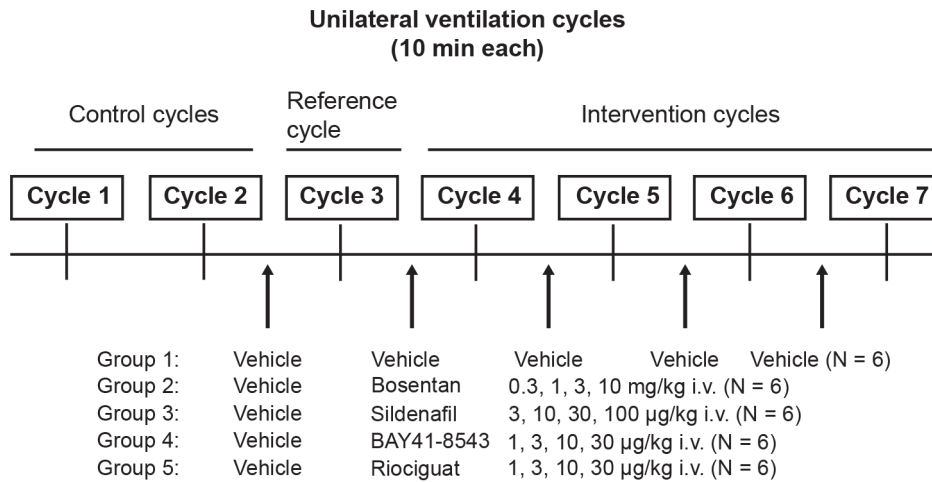 Unilateral ventilation cycles
(10 min each)
Control cycles
Reference
cycle
Intervention cycles
Cycle 1 Cycle 2 Cycle 3 Cycle 4 Cycle 5 Cycle 6 Cycle 7
Group 1: Vehicle Vehicle Vehicle Vehicle Vehicle (N = 6)
Group 2: Vehicle Bosentan 0.3, 1, 3, 10 mg/kg i.v. (N = 6)
Group 3: Vehicle Sildenafil 3, 10, 30, 100 µg/kg i.v. (N = 6)
Group 4: Vehicle BAY41-8543 1, 3, 10, 30 µg/kg i.v. (N = 6)
Group 5: Vehicle Riociguat 1, 3, 10, 30 µg/kg i.v. (N = 6)